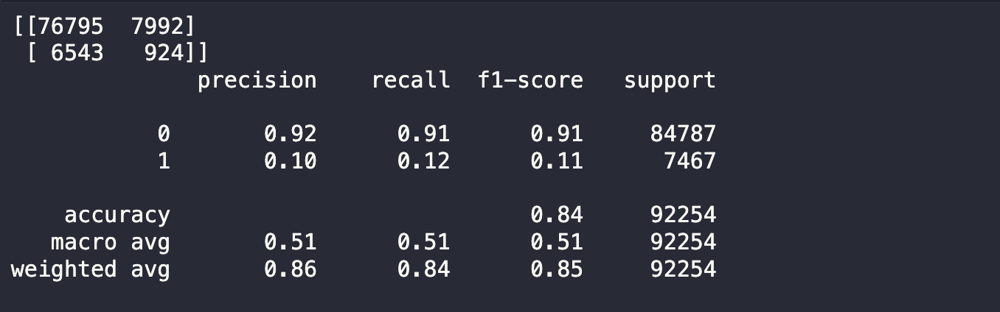 [[76795  7992]
 [ 6543   924]]
              precision    recall  f1-score   support

           0       0.92      0.91      0.91     84787
           1       0.10      0.12      0.11      7467

    accuracy                           0.84     92254
   macro avg       0.51      0.51      0.51     92254
weighted avg       0.86      0.84      0.85     92254